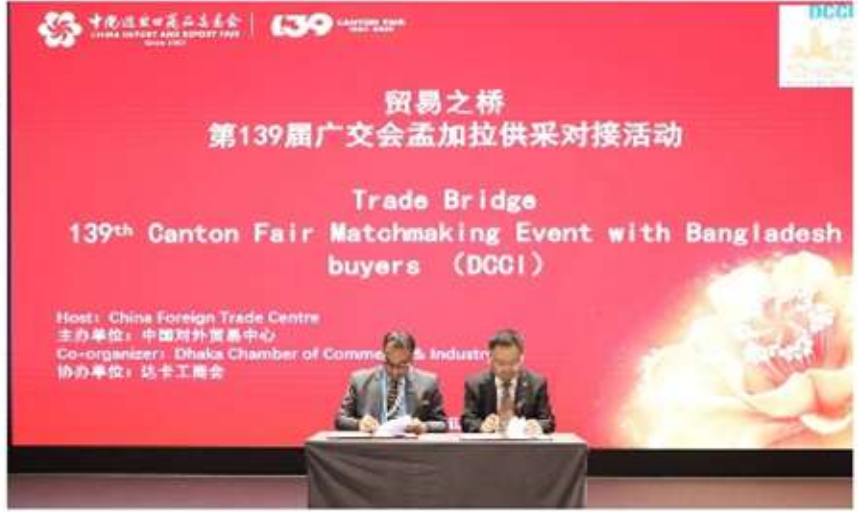 中国进出口商品交易会
CHINA IMPORT AND EXPORT FAIR
Since 1957
139 CANTON FAIR
DCCI
贸易之桥
第139届广交会孟加拉供采对接活动
Trade Bridge
139th Canton Fair Matchmaking Event with Bangladesh
buyers （DCCI）
Host: China Foreign Trade Centre
主办单位：中国对外贸易中心
Co-organizer: Dhaka Chamber of Comme & Industry
协办单位：达卡工商会